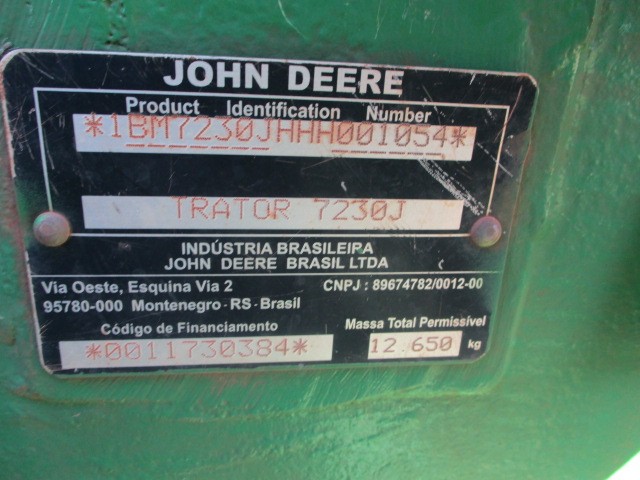 JOHN DEERE
Product Identification Number
*1BM7230JHHH001054*
TRATOR 7230J
INDÚSTRIA BRASILEIRA
JOHN DEERE BRASIL LTDA
Via Oeste, Esquina Via 2 CNPJ : 89674782/0012-00
95780-000 Montenegro - RS - Brasil
Código de Financiamento Massa Total Permissível
*0011730384* 12.650 kg